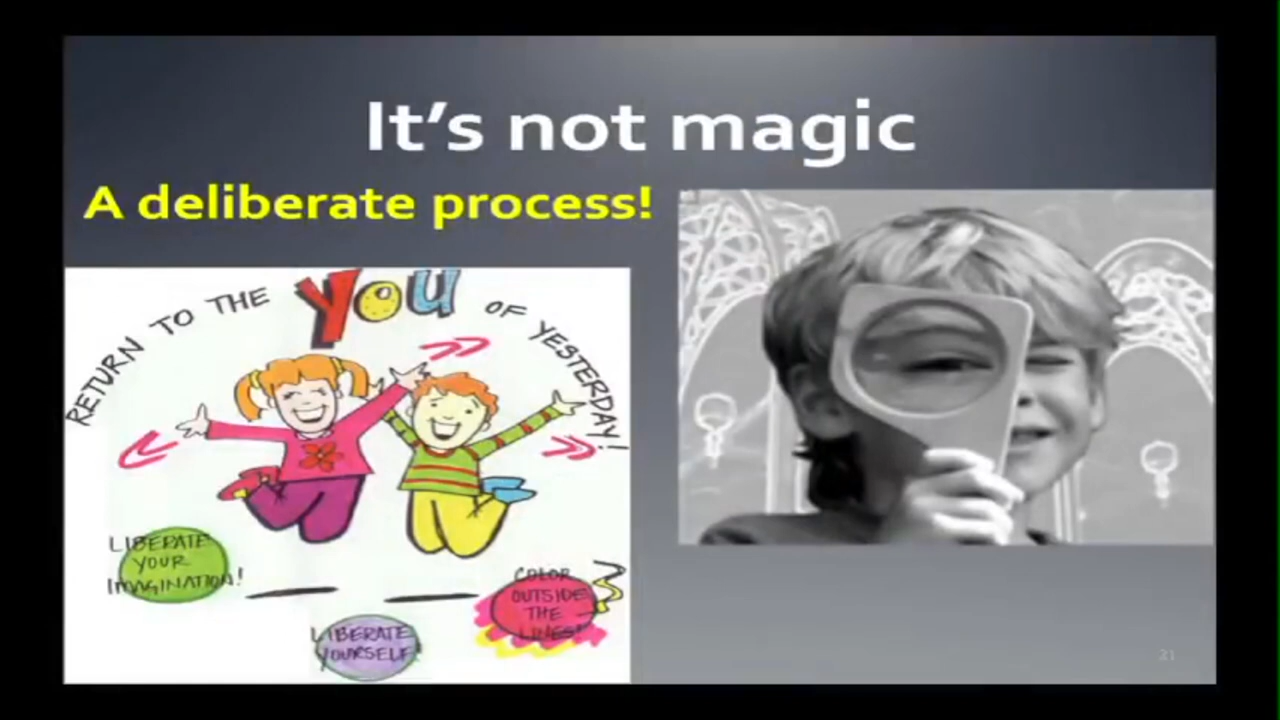 It's not magic
A deliberate process!
RETURN TO THE YOU OF YESTERDAY!
LIBERATE
YOUR
IMAGINATION!
COLOR
OUTSIDE
THE
LINES!
LIBERATE
YOURSELF!
31